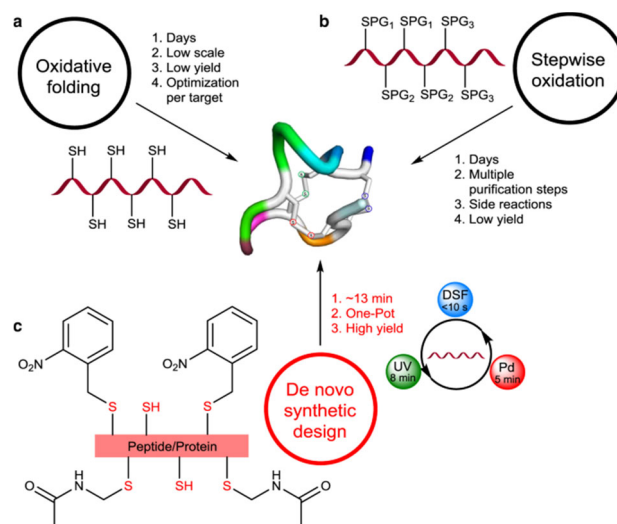 a
Oxidative
folding
1. Days
2. Low scale
3. Low yield
4. Optimization
per target
SH SH SH
SH SH SH
b
SPG1 SPG1 SPG3
SPG2 SPG2 SPG3
Stepwise
oxidation
1. Days
2. Multiple
purification steps
3. Side reactions
4. Low yield
c
O2N
O2N
S SH S
Peptide/Protein
S SH S
H
N
O
H
N
O
1. ~13 min
2. One-Pot
3. High yield
De novo
synthetic
design
DSF
<10 s
UV
8 min
Pd
5 min